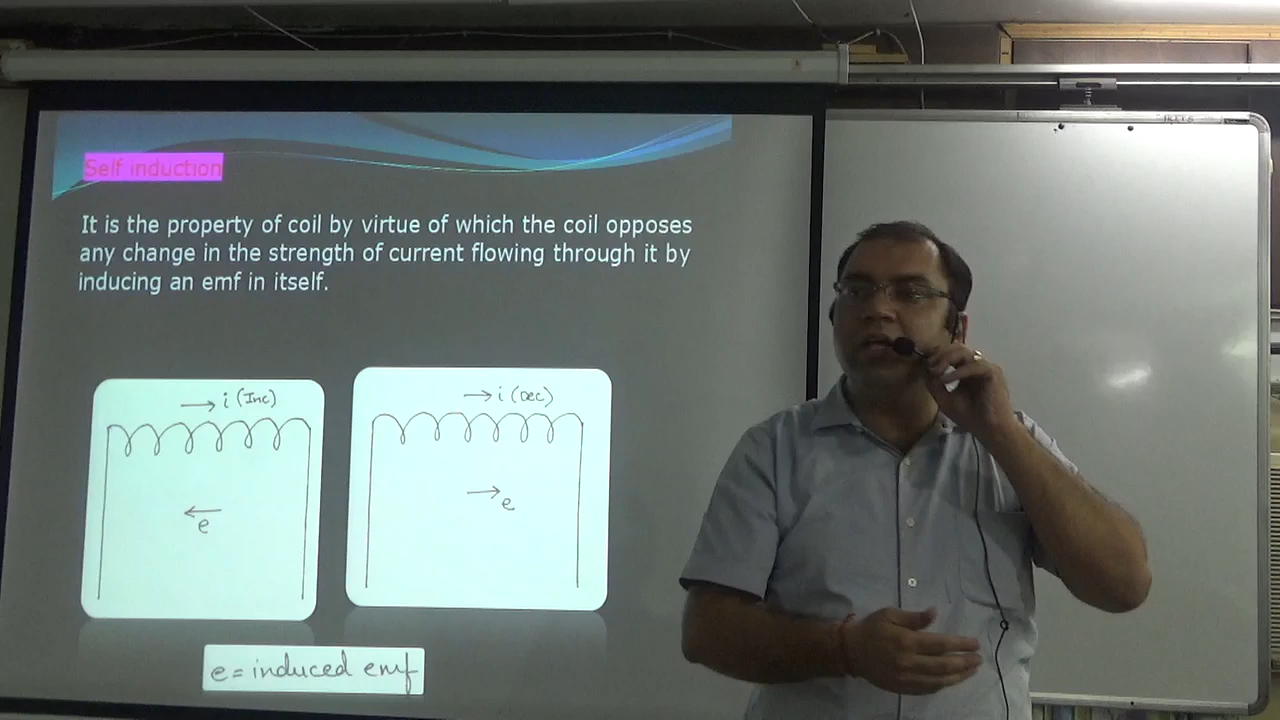 Self induction
It is the property of coil by virtue of which the coil opposes
any change in the strength of current flowing through it by
inducing an emf in itself.
→ i (Inc)
→ i (Dec)
← e
→ e
e = induced emf